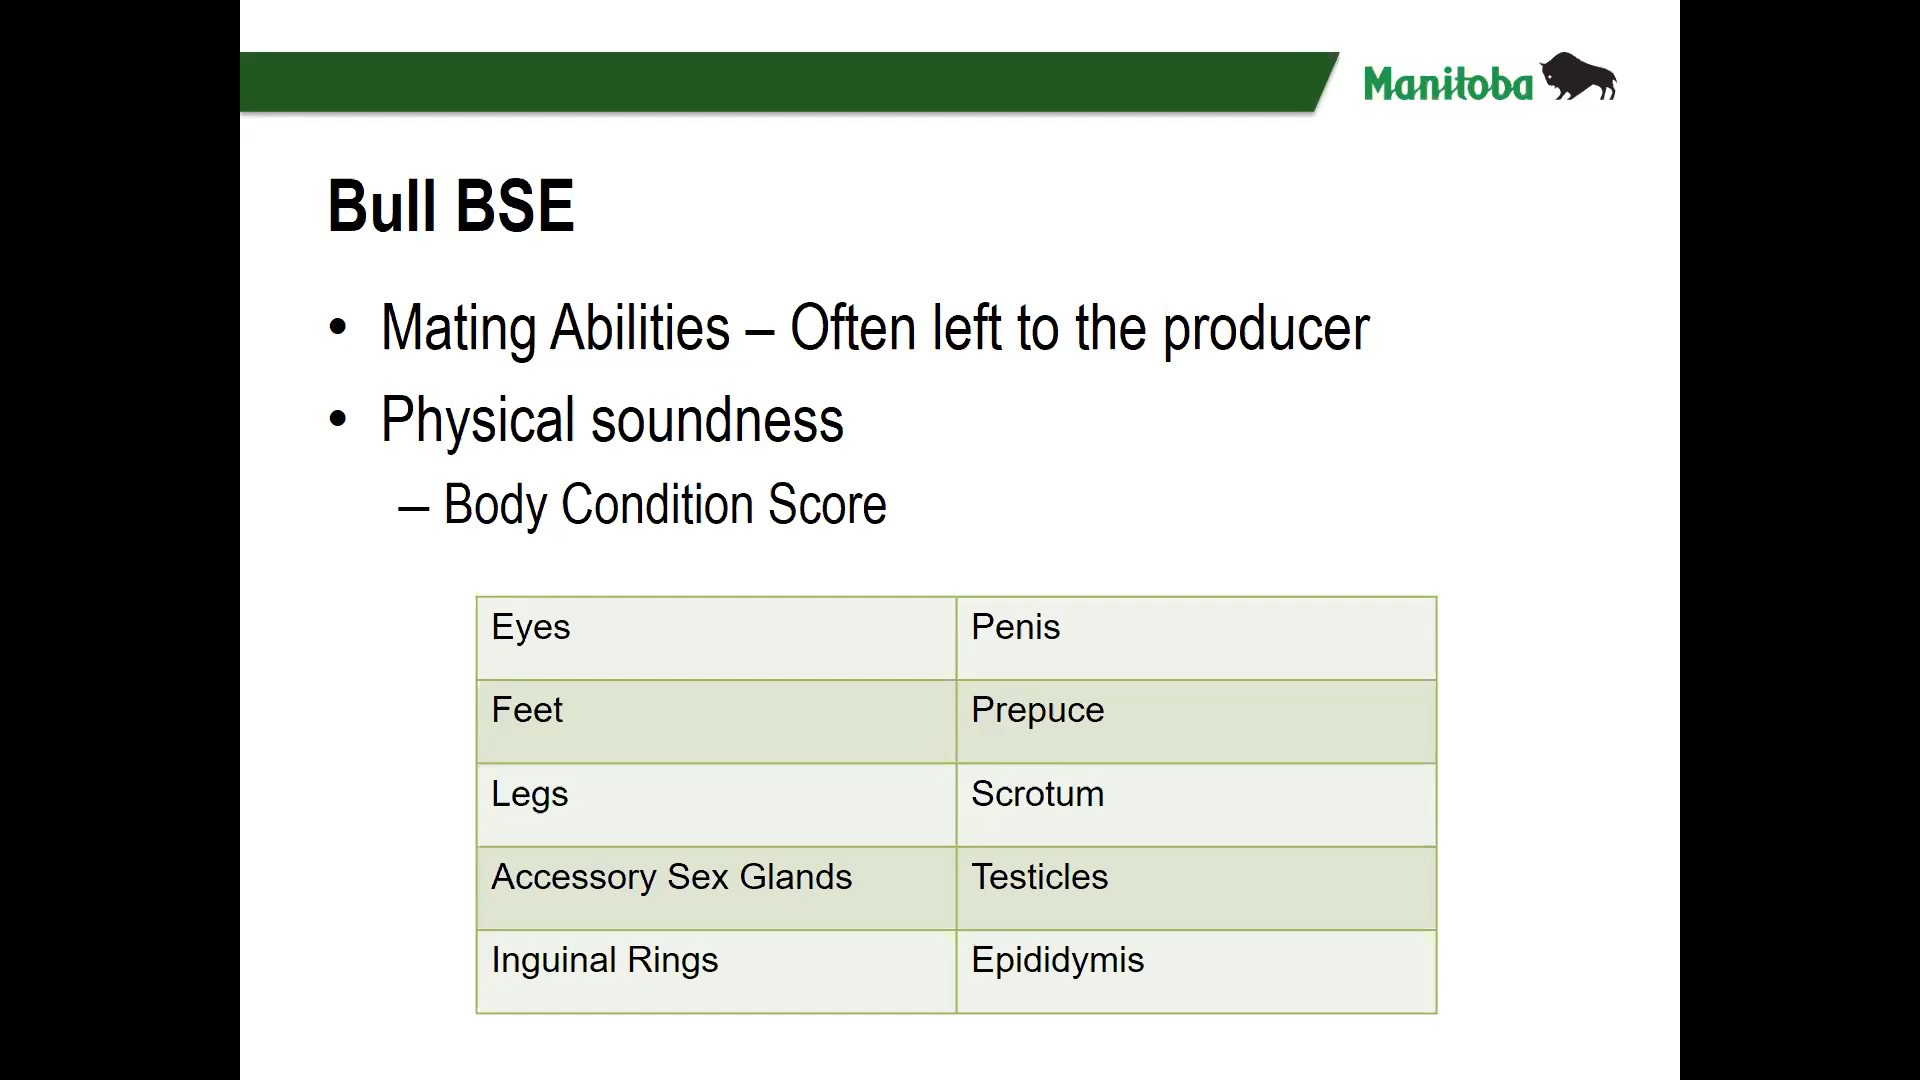 Manitoba
Bull BSE
• Mating Abilities – Often left to the producer
• Physical soundness
– Body Condition Score
Eyes Penis
Feet Prepuce
Legs Scrotum
Accessory Sex Glands Testicles
Inguinal Rings Epididymis